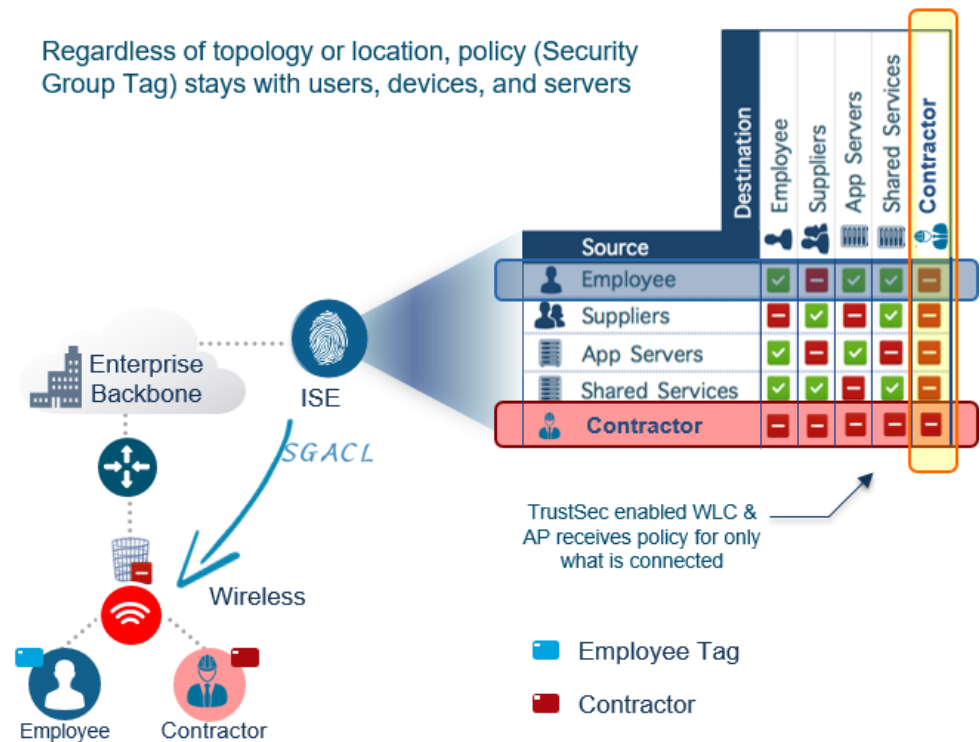 Regardless of topology or location, policy (Security
Group Tag) stays with users, devices, and servers
Destination
Employee
Suppliers
App Servers
Shared Services
Contractor
Source
Employee
Suppliers
App Servers
Shared Services
Contractor
Enterprise
Backbone
ISE
SGACL
TrustSec enabled WLC &
AP receives policy for only
what is connected
Wireless
Employee Tag
Contractor
Employee
Contractor